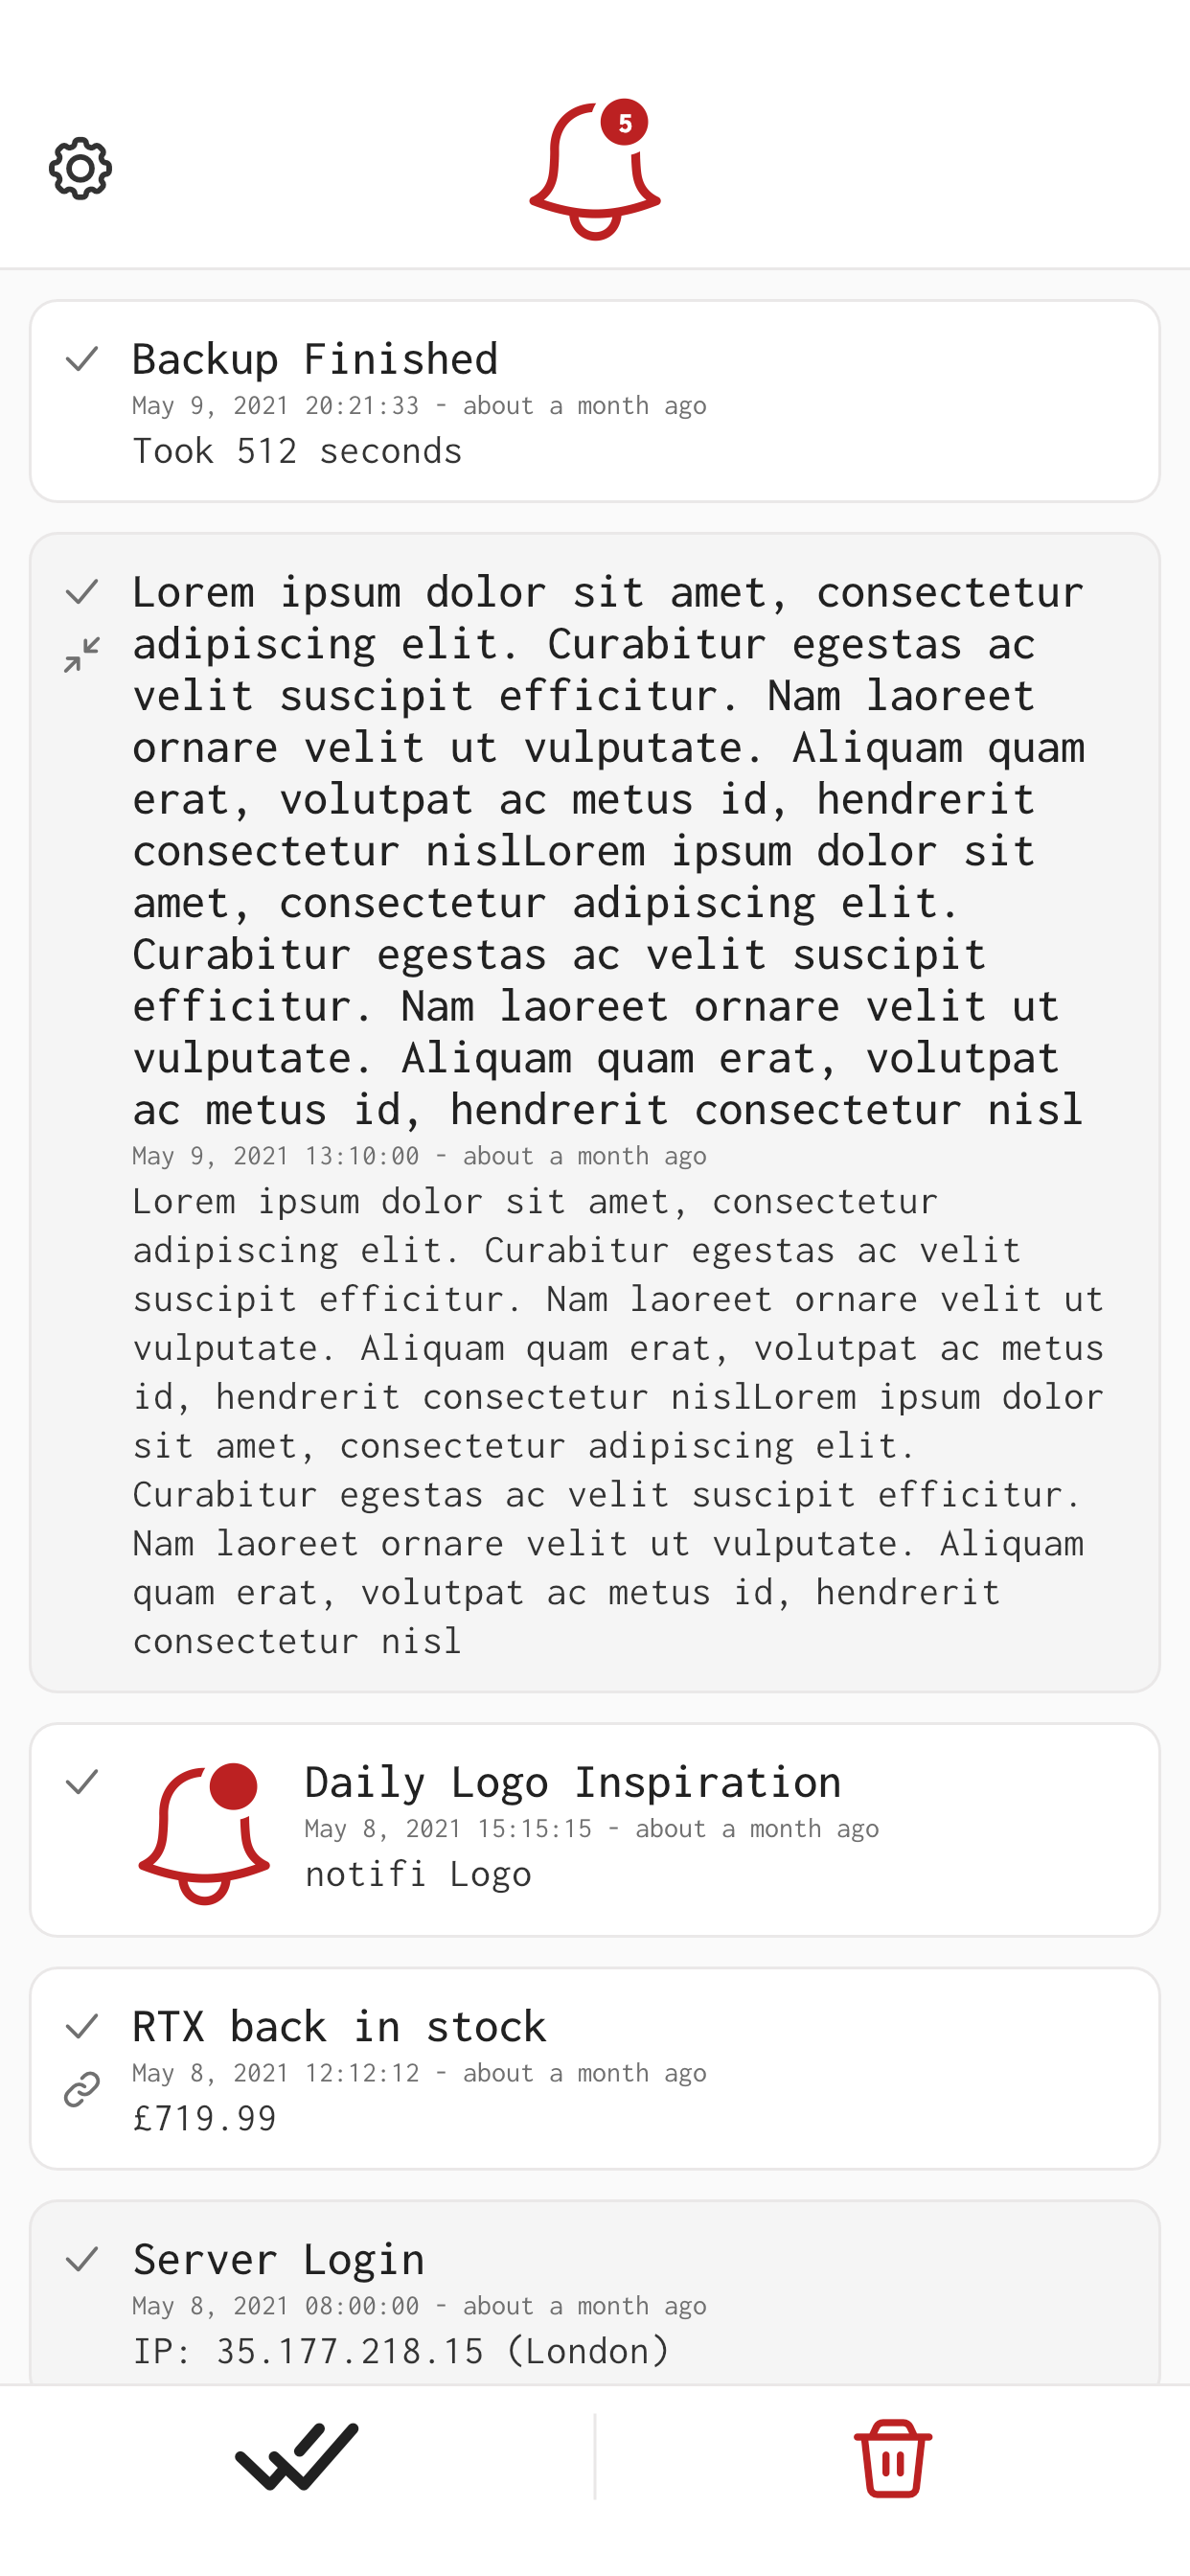 5
Backup Finished
May 9, 2021 20:21:33 - about a month ago
Took 512 seconds
Lorem ipsum dolor sit amet, consectetur
adipiscing elit. Curabitur egestas ac
velit suscipit efficitur. Nam laoreet
ornare velit ut vulputate. Aliquam quam
erat, volutpat ac metus id, hendrerit
consectetur nislLorem ipsum dolor sit
amet, consectetur adipiscing elit.
Curabitur egestas ac velit suscipit
efficitur. Nam laoreet ornare velit ut
vulputate. Aliquam quam erat, volutpat
ac metus id, hendrerit consectetur nisl
May 9, 2021 13:10:00 - about a month ago
Lorem ipsum dolor sit amet, consectetur
adipiscing elit. Curabitur egestas ac velit
suscipit efficitur. Nam laoreet ornare velit ut
vulputate. Aliquam quam erat, volutpat ac metus
id, hendrerit consectetur nislLorem ipsum dolor
sit amet, consectetur adipiscing elit.
Curabitur egestas ac velit suscipit efficitur.
Nam laoreet ornare velit ut vulputate. Aliquam
quam erat, volutpat ac metus id, hendrerit
consectetur nisl
Daily Logo Inspiration
May 8, 2021 15:15:15 - about a month ago
notifi Logo
RTX back in stock
May 8, 2021 12:12:12 - about a month ago
£719.99
Server Login
May 8, 2021 08:00:00 - about a month ago
IP: 35.177.218.15 (London)